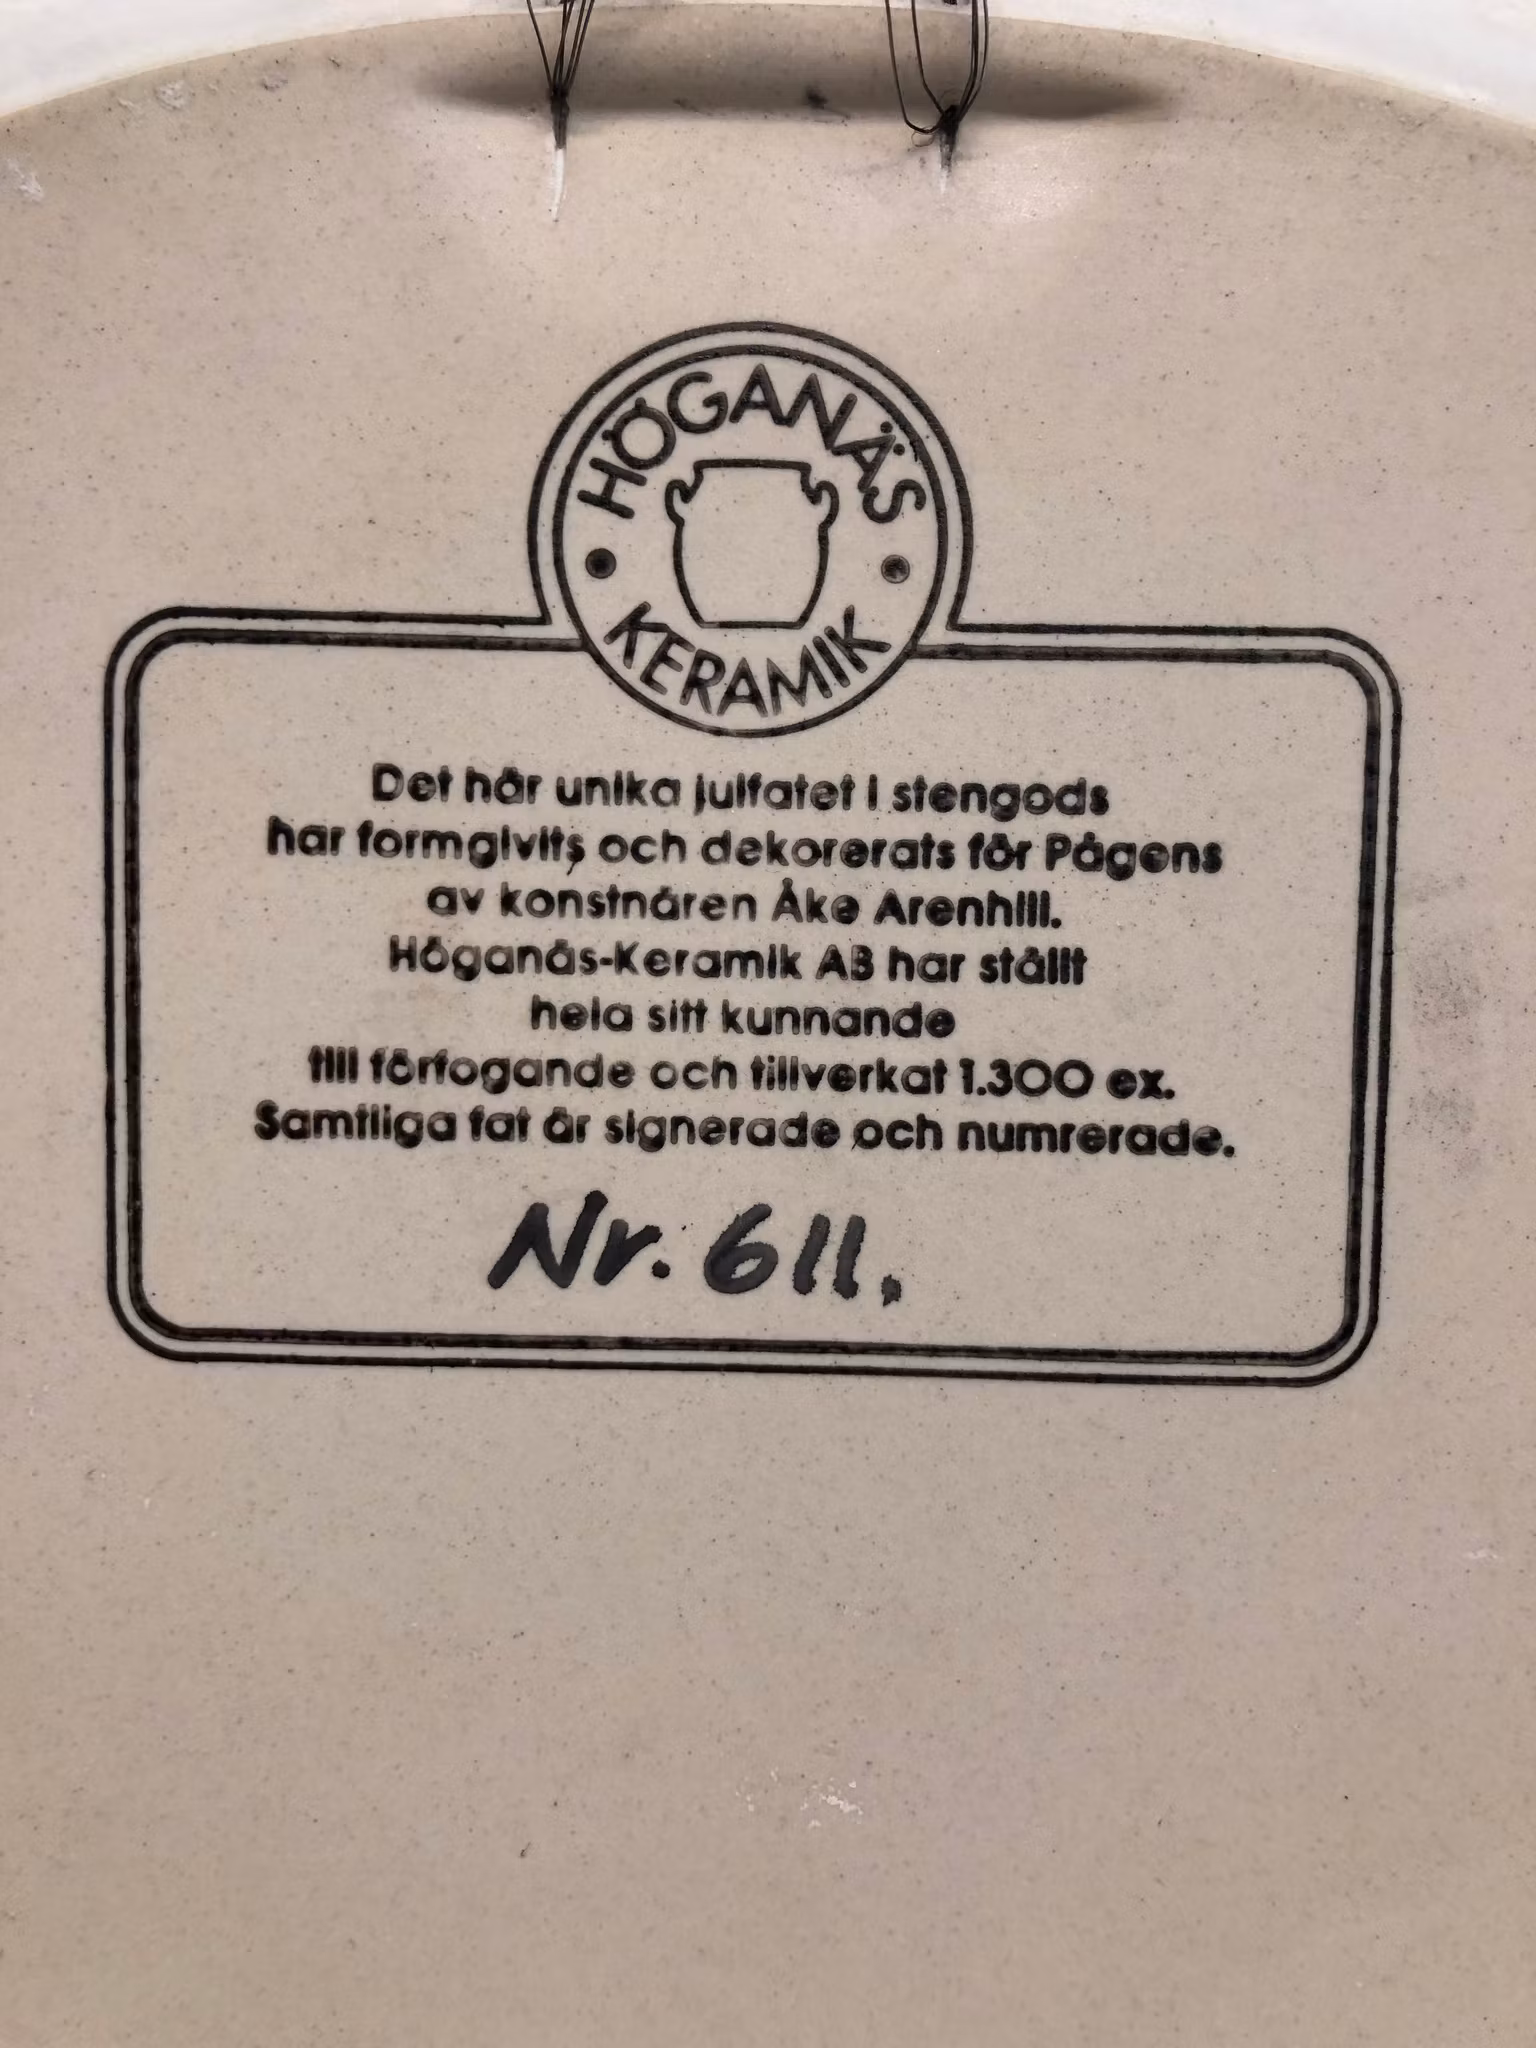 HÖGANÄS
KERAMIK
Det här unika julfatet i stengods
har formgivits och dekorerats för Pågens
av konstnären Åke Arenhill.
Höganäs-Keramik AB har ställt
hela sitt kunnande
till förfogande och tillverkat 1.300 ex.
Samtliga fat är signerade och numrerade.
Nr. 611.